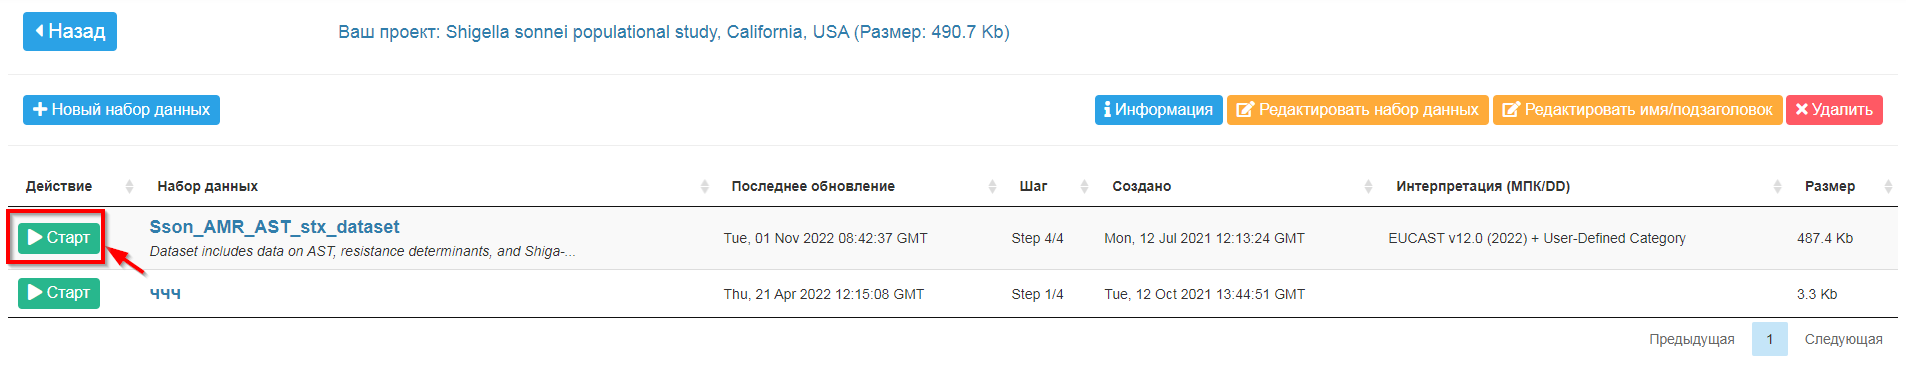 Назад
Ваш проект: Shigella sonnei populational study, California, USA (Размер: 490.7 Kb)
Новый набор данных
Информация
Редактировать набор данных
Редактировать имя/подзаголовок
Удалить
Действие Набор данных Последнее обновление Шаг Создано Интерпретация (МПК/DD) Размер
Старт Sson_AMR_AST_stx_dataset Tue, 01 Nov 2022 08:42:37 GMT Step 4/4 Mon, 12 Jul 2021 12:13:24 GMT EUCAST v12.0 (2022) + User-Defined Category 487.4 Kb
Dataset includes data on AST, resistance determinants, and Shiga-...
Старт ччч Thu, 21 Apr 2022 12:15:08 GMT Step 1/4 Tue, 12 Oct 2021 13:44:51 GMT 3.3 Kb
Предыдущая 1 Следующая